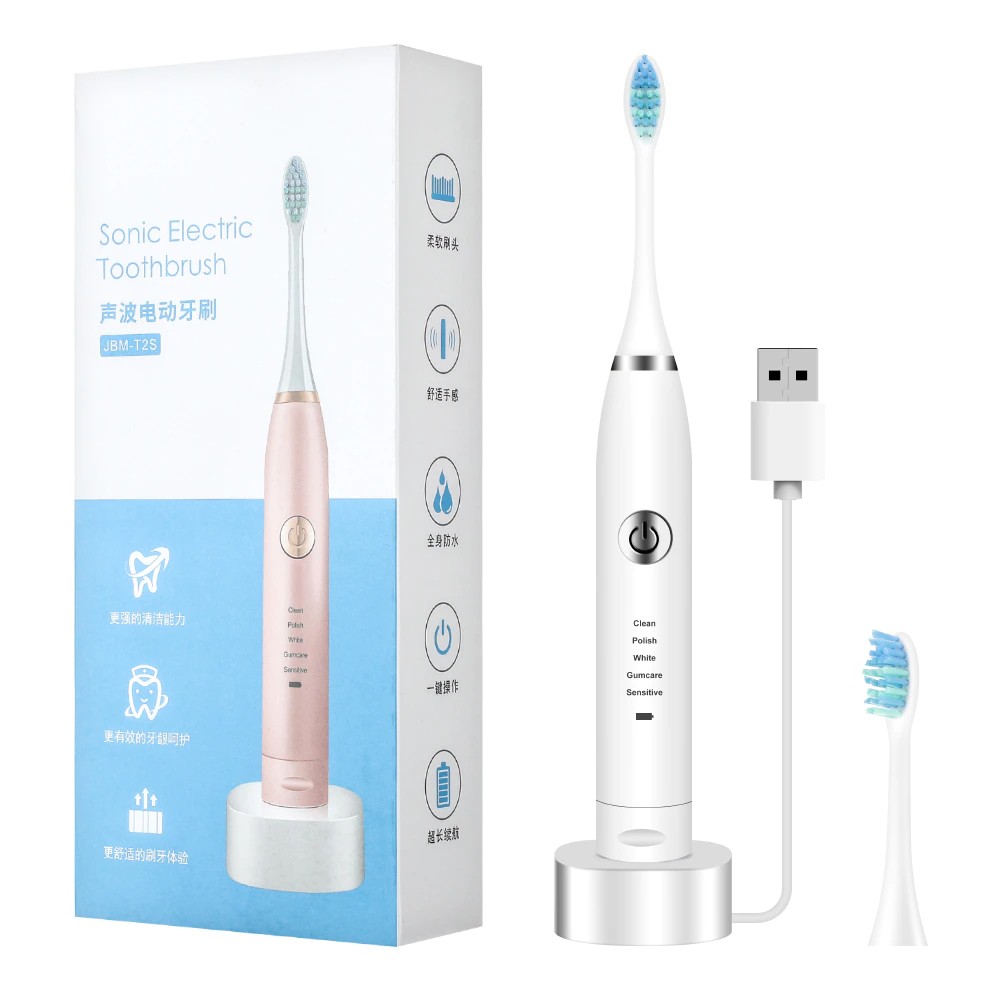 Sonic Electric
Toothbrush
声波电动牙刷
JBM-T2S
更强的清洁能力
更有效的牙龈呵护
更舒适的刷牙体验
Clean
Polish
White
Gumcare
Sensitive
柔软刷头
舒适手感
全身防水
一键操作
超长续航
Clean
Polish
White
Gumcare
Sensitive